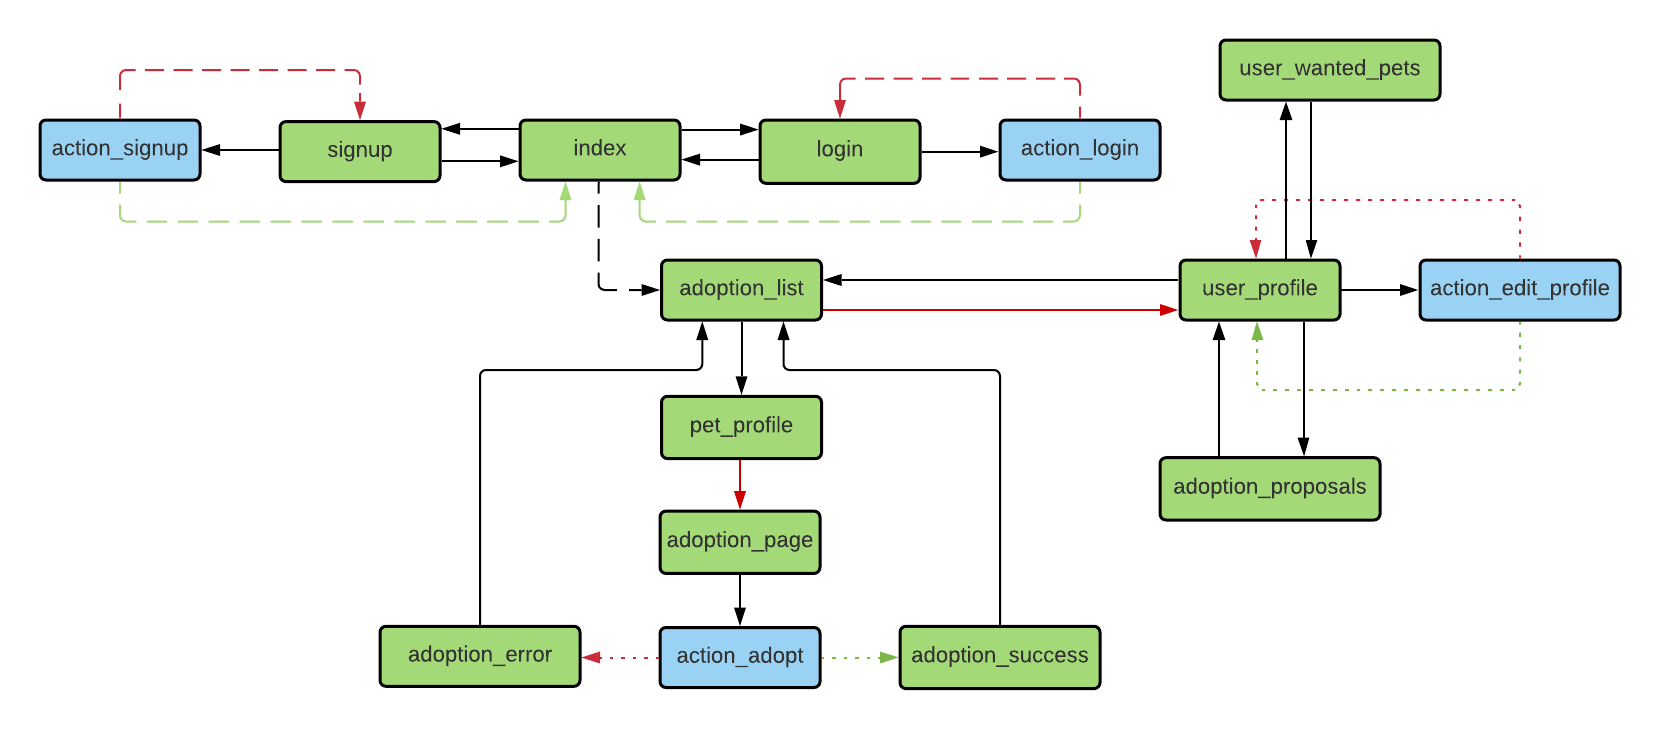 user_wanted_pets
action_signup
signup
index
login
action_login
adoption_list
user_profile
action_edit_profile
pet_profile
adoption_proposals
adoption_page
adoption_error
action_adopt
adoption_success